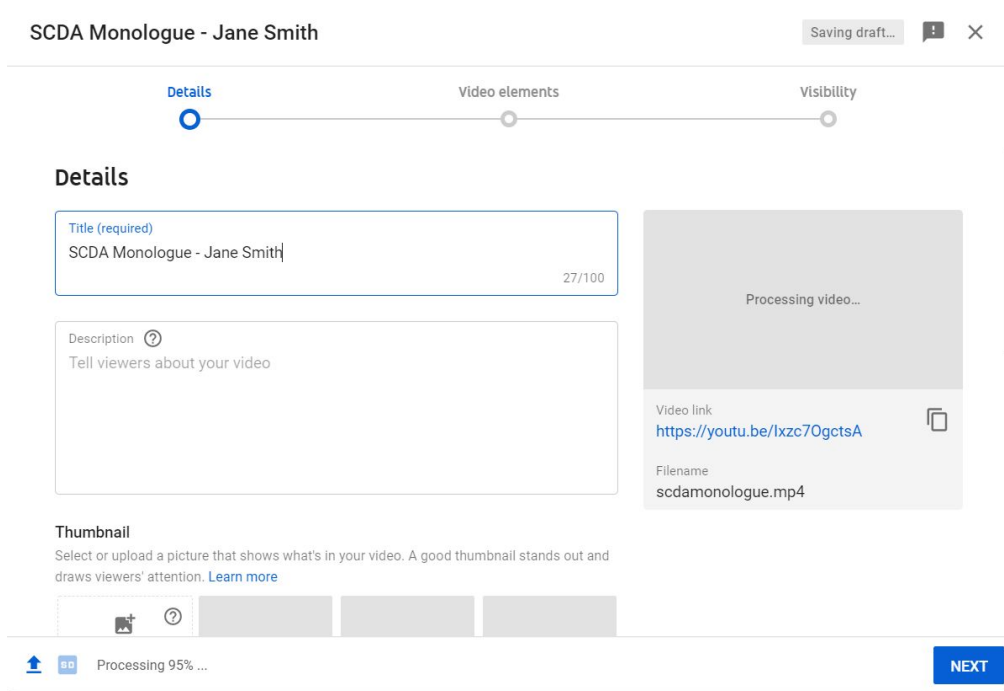 SCDA Monologue - Jane Smith
Saving draft...
Details
Video elements
Visibility
Details
Title (required)
SCDA Monologue - Jane Smith
27/100
Description
Tell viewers about your video
Processing video...
Video link
https://youtu.be/Ixzc7OgctsA
Filename
scdamonologue.mp4
Thumbnail
Select or upload a picture that shows what's in your video. A good thumbnail stands out and
draws viewers' attention. Learn more
SD
Processing 95% ...
NEXT